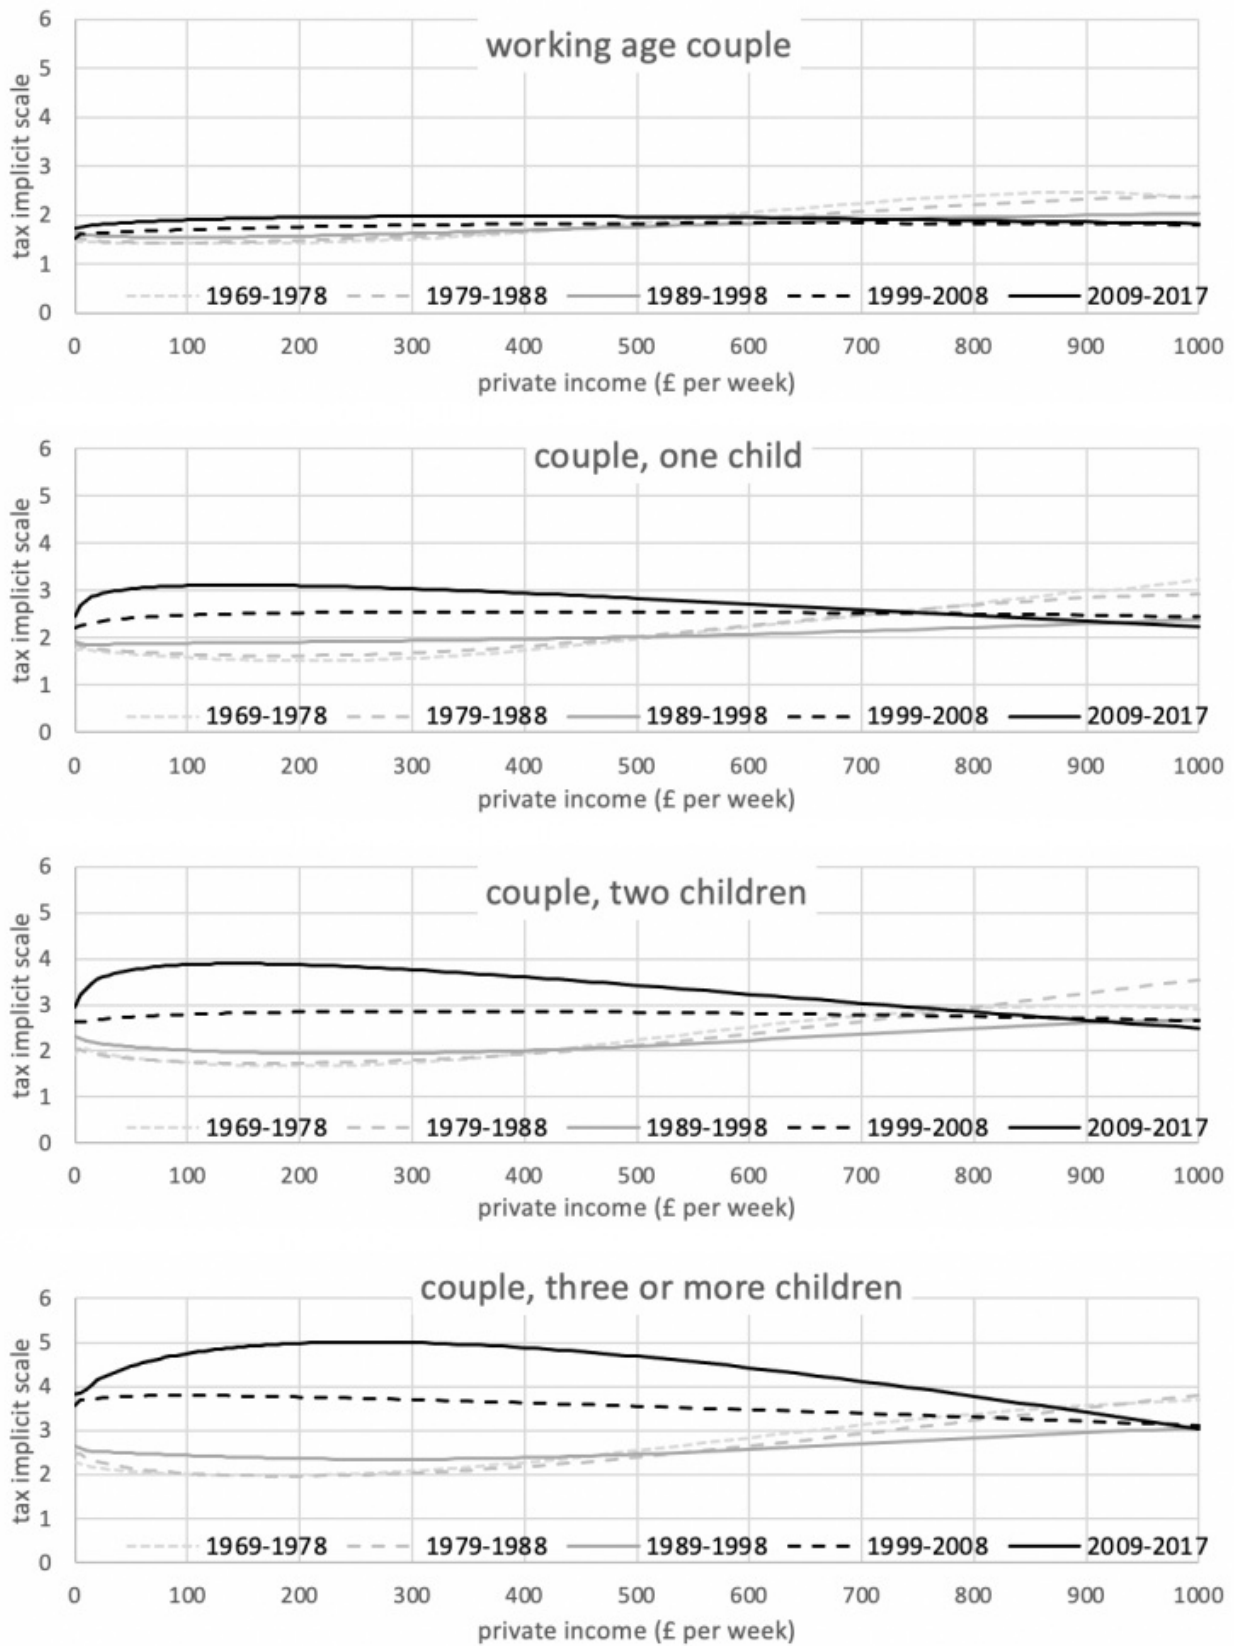 working age couple
tax implicit scale
6
5
4
3
2
1
0
1969-1978 1979-1988 1989-1998 1999-2008 2009-2017
0 100 200 300 400 500 600 700 800 900 1000
private income (£ per week)
couple, one child
tax implicit scale
6
5
4
3
2
1
0
1969-1978 1979-1988 1989-1998 1999-2008 2009-2017
0 100 200 300 400 500 600 700 800 900 1000
private income (£ per week)
couple, two children
tax implicit scale
6
5
4
3
2
1
0
1969-1978 1979-1988 1989-1998 1999-2008 2009-2017
0 100 200 300 400 500 600 700 800 900 1000
private income (£ per week)
couple, three or more children
tax implicit scale
6
5
4
3
2
1
0
1969-1978 1979-1988 1989-1998 1999-2008 2009-2017
0 100 200 300 400 500 600 700 800 900 1000
private income (£ per week)